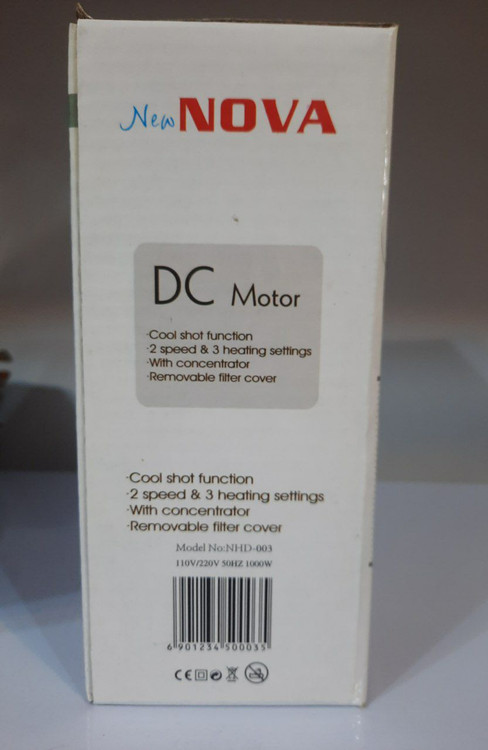 New NOVA
DC Motor
·Cool shot function
·2 speed & 3 heating settings
·With concentrator
·Removable filter cover
·Cool shot function
·2 speed & 3 heating settings
·With concentrator
·Removable filter cover
Model No:NHD-003
110V/220V 50HZ 1000W
6 901234 500035
CE